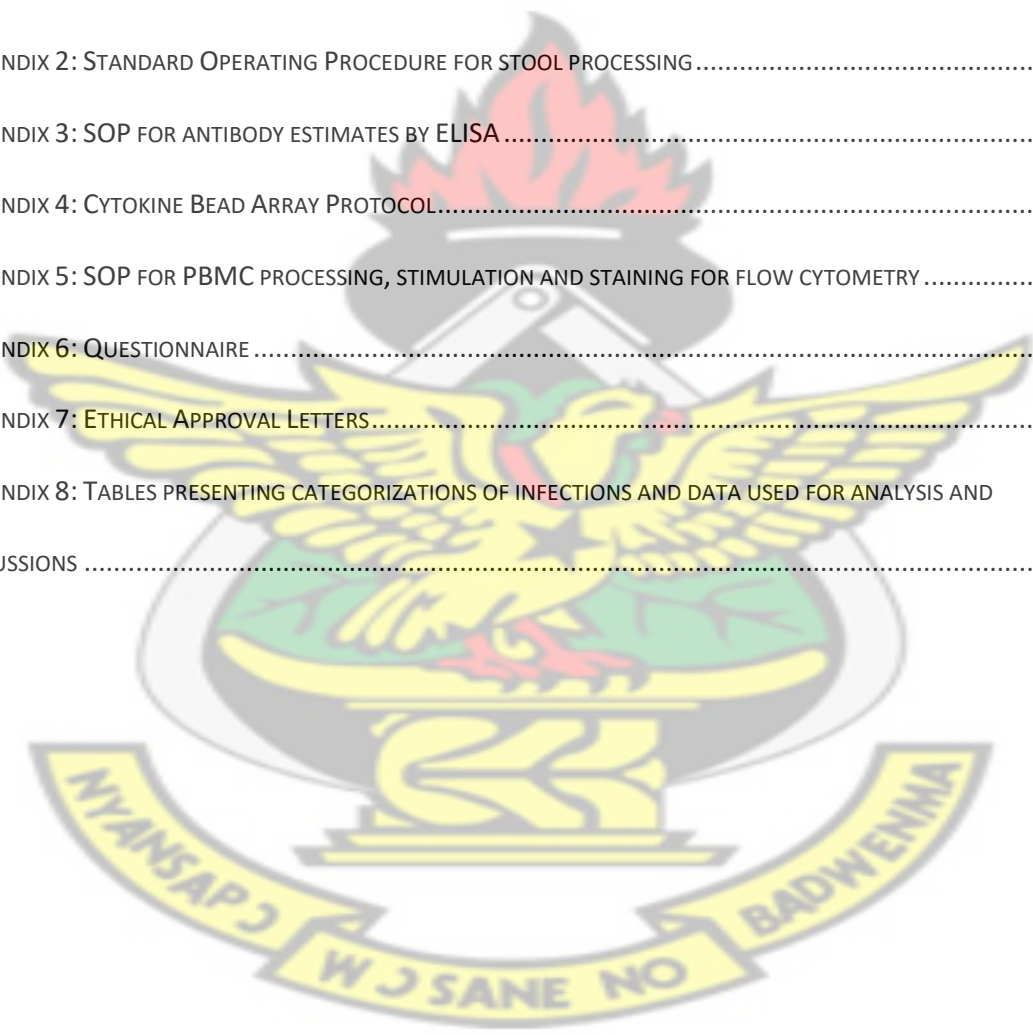 NDIX 2: STANDARD OPERATING PROCEDURE FOR STOOL PROCESSING................................................
NDIX 3: SOP FOR ANTIBODY ESTIMATES BY ELISA................................................
NDIX 4: CYTOKINE BEAD ARRAY PROTOCOL................................................
NDIX 5: SOP FOR PBMC PROCESSING, STIMULATION AND STAINING FOR FLOW CYTOMETRY...............
NDIX 6: QUESTIONNAIRE................................................
NDIX 7: ETHICAL APPROVAL LETTERS................................................
NDIX 8: TABLES PRESENTING CATEGORIZATIONS OF INFECTIONS AND DATA USED FOR ANALYSIS AND
USSIONS................................................
NYANSAPƆ
WƆ SANE NO
BADWENMA